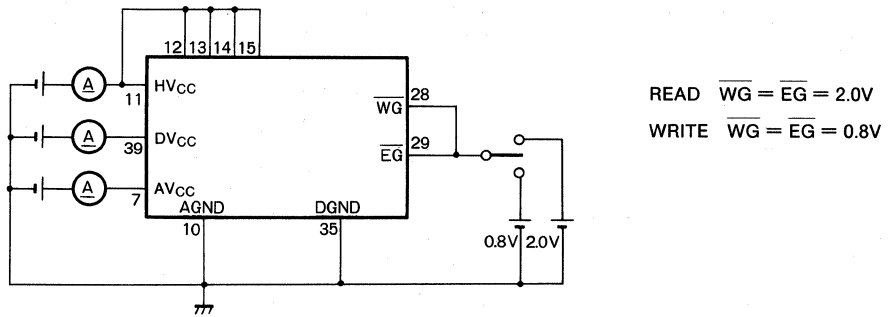 12 13 14 15
A
11
HVCC
WG
28
READ WG = EG = 2.0V
A
39
DVCC
EG
29
WRITE WG = EG = 0.8V
A
7
AVCC
AGND
DGND
10
35
0.8V 2.0V